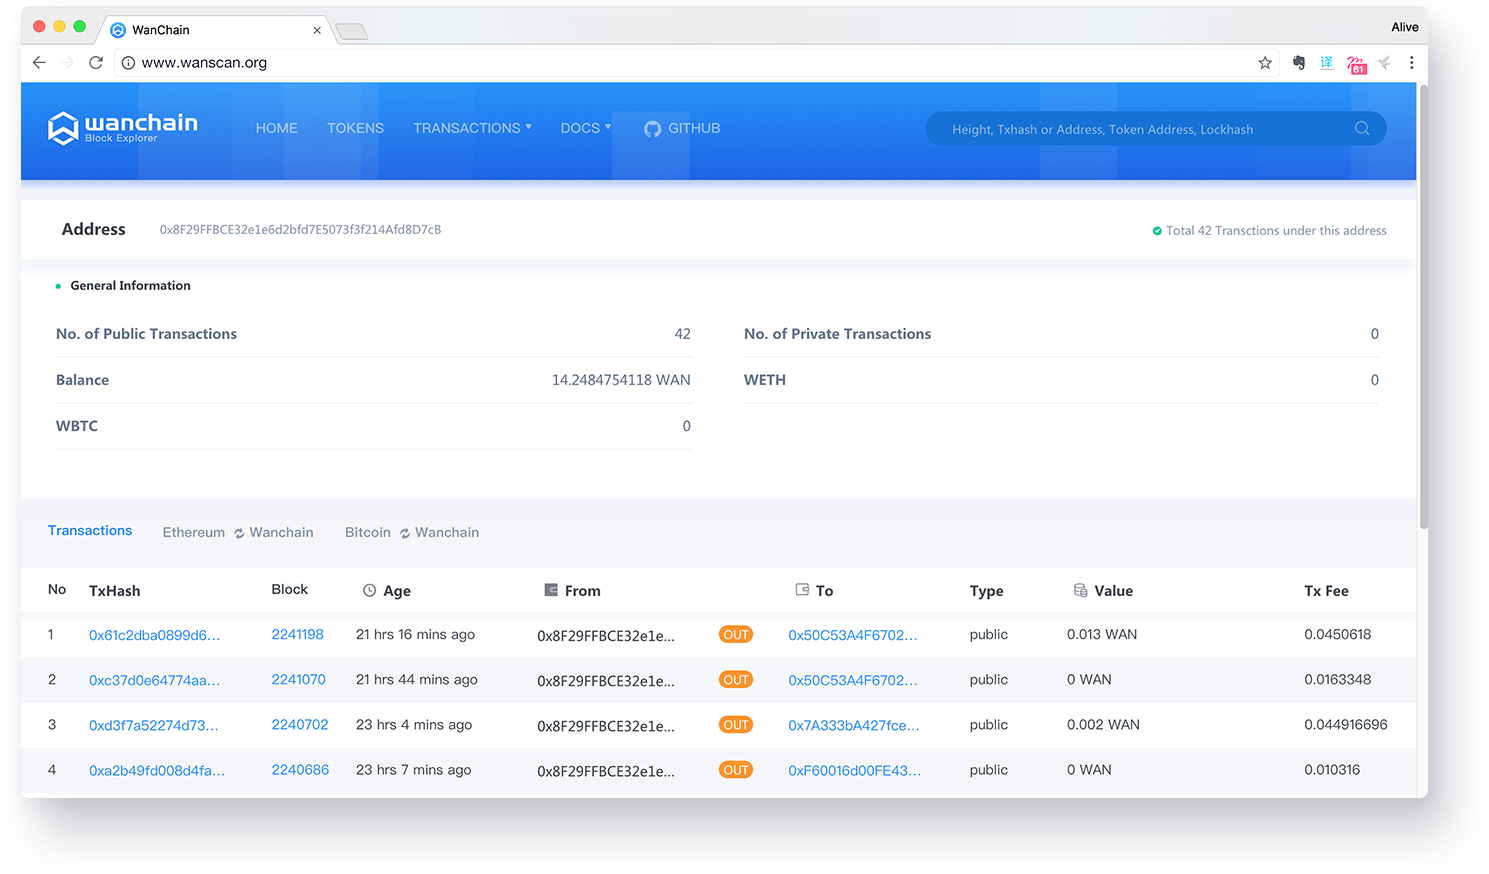 WanChain
Alive
www.wanscan.org
译
61
wanchain
Block Explorer
HOME TOKENS TRANSACTIONS DOCS GITHUB
Height, Txhash or Address, Token Address, Lockhash
Address 0x8F29FFBCE32e1e6d2bfd7E5073f3f214Afd8D7cB Total 42 Transctions under this address
General Information
No. of Public Transactions 42 No. of Private Transactions 0
Balance 14.2484754118 WAN WETH 0
WBTC 0
Transactions Ethereum Wanchain Bitcoin Wanchain
No TxHash Block Age From To Type Value Tx Fee
1 0x61c2dba0899d6... 2241198 21 hrs 16 mins ago 0x8F29FFBCE32e1e... OUT 0x50C53A4F6702... public 0.013 WAN 0.0450618
2 0xc37d0e64774aa... 2241070 21 hrs 44 mins ago 0x8F29FFBCE32e1e... OUT 0x50C53A4F6702... public 0 WAN 0.0163348
3 0xd3f7a52274d73... 2240702 23 hrs 4 mins ago 0x8F29FFBCE32e1e... OUT 0x7A333bA427fce... public 0.002 WAN 0.044916696
4 0xa2b49fd008d4fa... 2240686 23 hrs 7 mins ago 0x8F29FFBCE32e1e... OUT 0xF60016d00FE43... public 0 WAN 0.010316